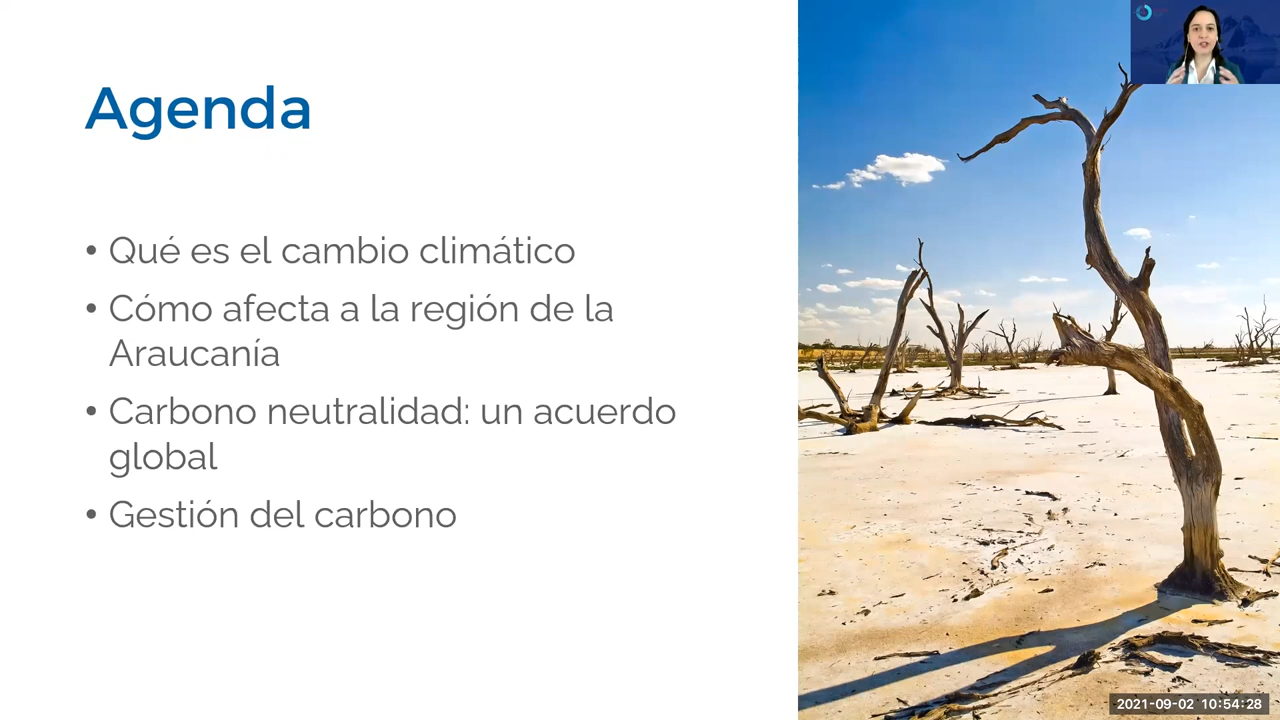 Agenda
• Qué es el cambio climático
• Cómo afecta a la región de la
Araucanía
• Carbono neutralidad: un acuerdo
global
• Gestión del carbono
2021-09-02 10:54:28